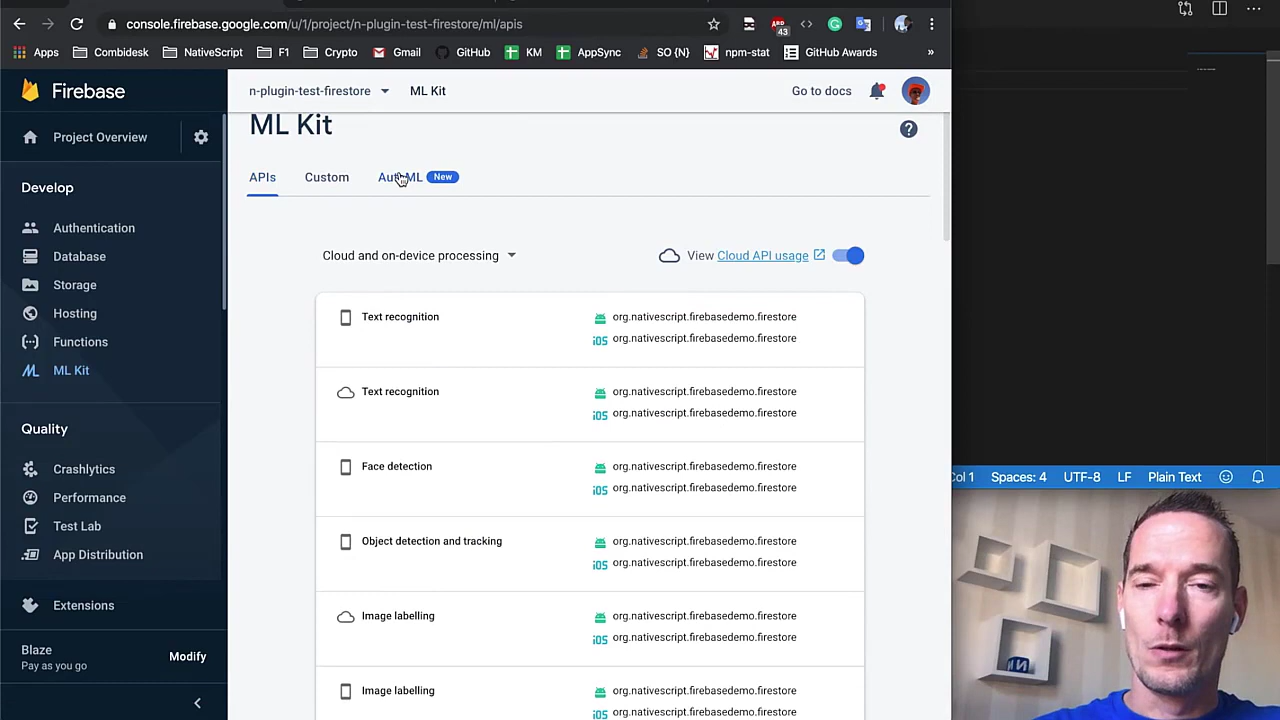 console.firebase.google.com/u/1/project/n-plugin-test-firestore/ml/apis
43
Apps Combidesk NativeScript F1 Crypto Gmail GitHub KM AppSync SO {N} npm-stat GitHub Awards »
Firebase
n-plugin-test-firestore ML Kit Go to docs
Project Overview
ML Kit
Develop
APIs Custom AutoML New
Authentication
Database
Cloud and on-device processing View Cloud API usage
Storage
Hosting
Functions
ML Kit
Quality
Crashlytics
Performance
Test Lab
App Distribution
Extensions
Blaze
Pay as you go
Modify
Text recognition org.nativescript.firebasedemo.firestore
iOS org.nativescript.firebasedemo.firestore
Text recognition org.nativescript.firebasedemo.firestore
iOS org.nativescript.firebasedemo.firestore
Face detection org.nativescript.firebasedemo.firestore
iOS org.nativescript.firebasedemo.firestore
Object detection and tracking org.nativescript.firebasedemo.firestore
iOS org.nativescript.firebasedemo.firestore
Image labelling org.nativescript.firebasedemo.firestore
iOS org.nativescript.firebasedemo.firestore
Image labelling org.nativescript.firebasedemo.firestore
iOS org.nativescript.firebasedemo.firestore
Col 1 Spaces: 4 UTF-8 LF Plain Text
N